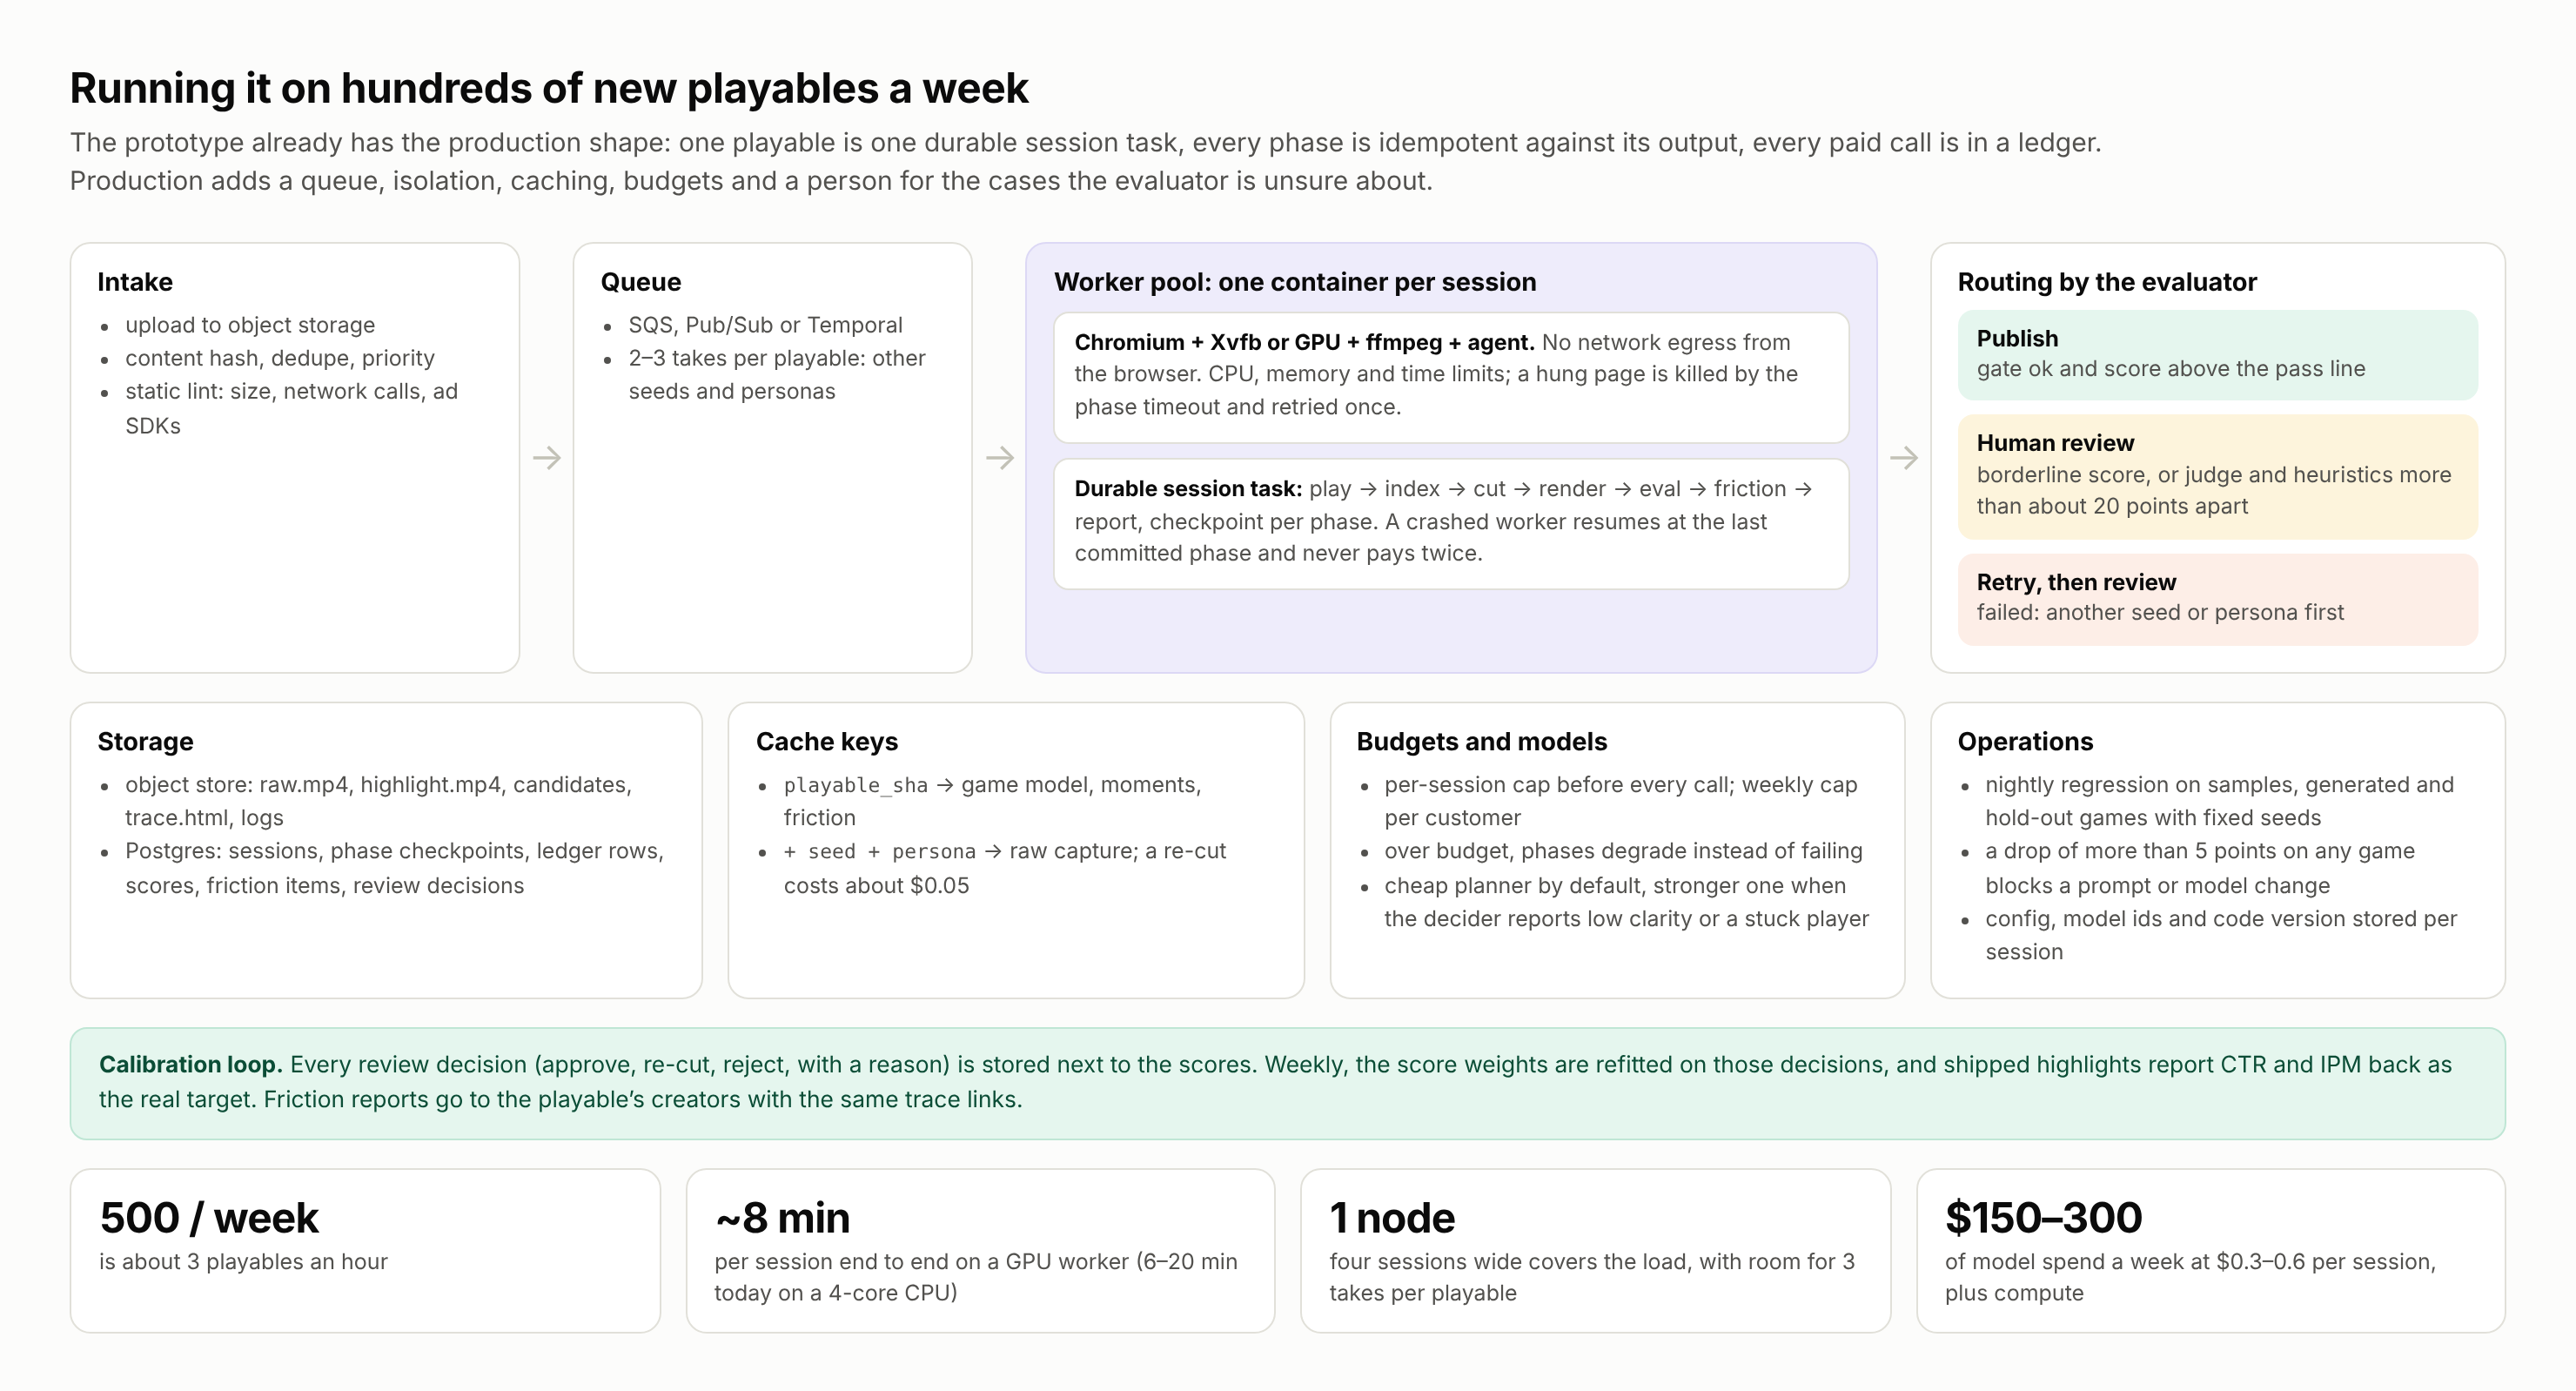 Running it on hundreds of new playables a week
The prototype already has the production shape: one playable is one durable session task, every phase is idempotent against its output, every paid call is in a ledger.
Production adds a queue, isolation, caching, budgets and a person for the cases the evaluator is unsure about.
Intake
• upload to object storage
• content hash, dedupe, priority
• static lint: size, network calls, ad
SDKs
→
Queue
• SQS, Pub/Sub or Temporal
• 2–3 takes per playable: other
seeds and personas
→
Worker pool: one container per session
Chromium + Xvfb or GPU + ffmpeg + agent. No network egress from
the browser. CPU, memory and time limits; a hung page is killed by the
phase timeout and retried once.
Durable session task: play → index → cut → render → eval → friction →
report, checkpoint per phase. A crashed worker resumes at the last
committed phase and never pays twice.
→
Routing by the evaluator
Publish
gate ok and score above the pass line
Human review
borderline score, or judge and heuristics more
than about 20 points apart
Retry, then review
failed: another seed or persona first
Storage
• object store: raw.mp4, highlight.mp4, candidates,
trace.html, logs
• Postgres: sessions, phase checkpoints, ledger rows,
scores, friction items, review decisions
Cache keys
• playable_sha → game model, moments,
friction
• + seed + persona → raw capture; a re-cut
costs about $0.05
Budgets and models
• per-session cap before every call; weekly cap
per customer
• over budget, phases degrade instead of failing
• cheap planner by default, stronger one when
the decider reports low clarity or a stuck player
Operations
• nightly regression on samples, generated and
hold-out games with fixed seeds
• a drop of more than 5 points on any game
blocks a prompt or model change
• config, model ids and code version stored per
session
Calibration loop. Every review decision (approve, re-cut, reject, with a reason) is stored next to the scores. Weekly, the score weights are refitted on those decisions, and shipped highlights report CTR and IPM back as
the real target. Friction reports go to the playable’s creators with the same trace links.
500 / week
is about 3 playables an hour
~8 min
per session end to end on a GPU worker (6–20 min
today on a 4-core CPU)
1 node
four sessions wide covers the load, with room for 3
takes per playable
$150–300
of model spend a week at $0.3–0.6 per session,
plus compute